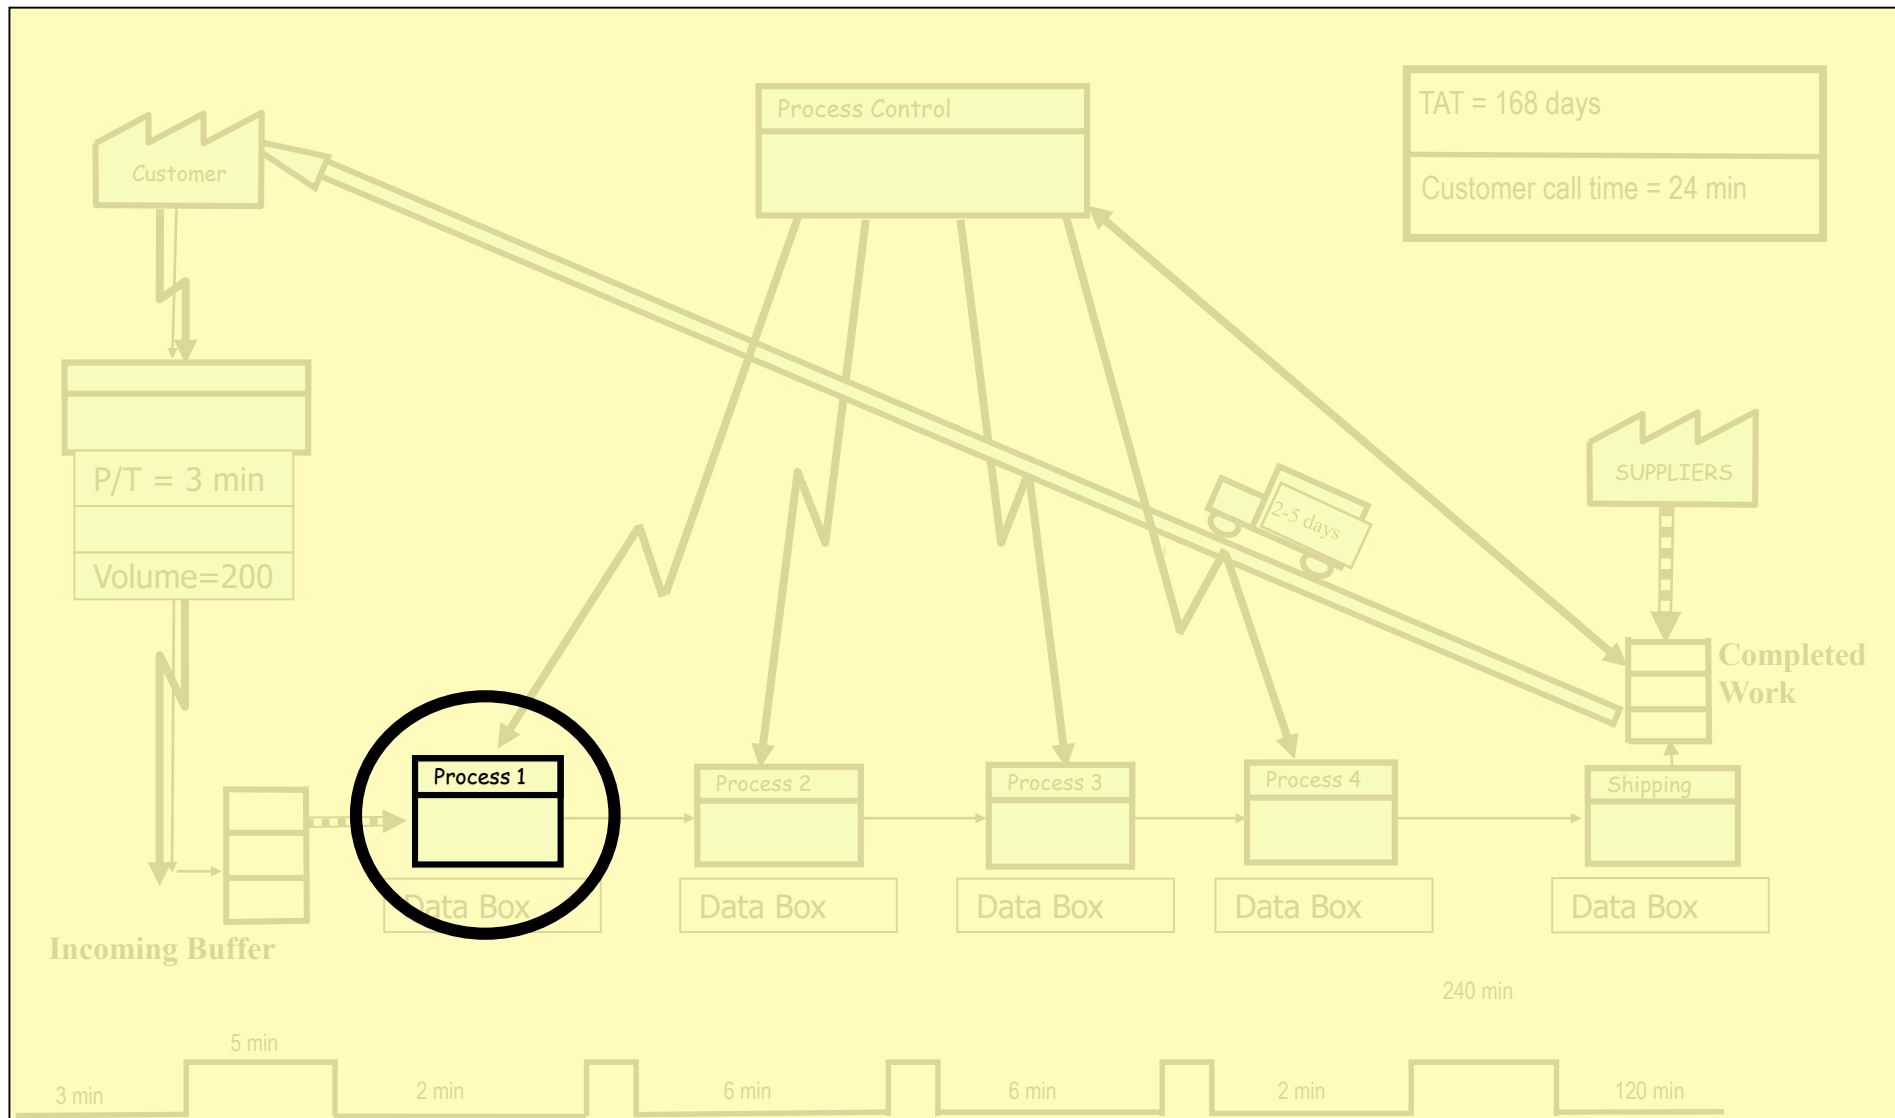 Process Control
TAT = 168 days
Customer call time = 24 min
Customer
P/T = 3 min
Volume=200
SUPPLIERS
2-5 days
Completed
Work
Process 1
Process 2
Process 3
Process 4
Shipping
Data Box
Data Box
Data Box
Data Box
Data Box
Incoming Buffer
240 min
5 min
3 min
2 min
6 min
6 min
2 min
120 min